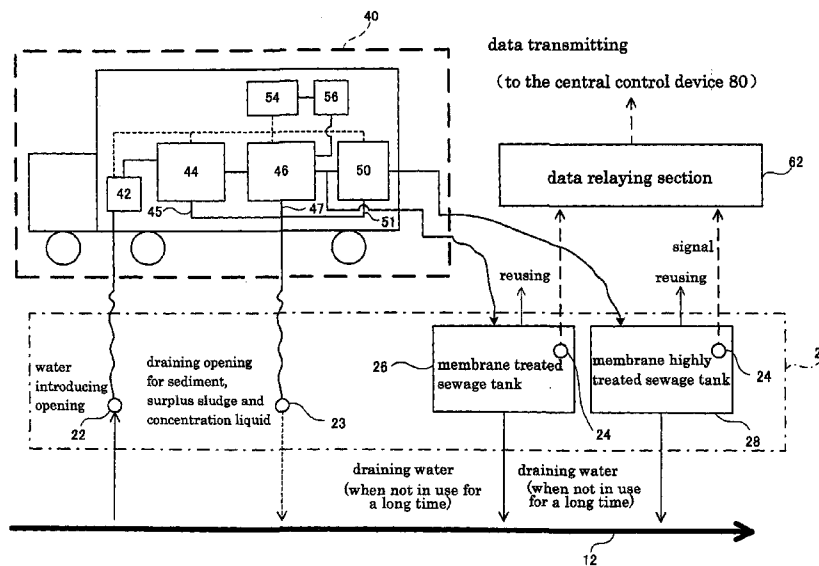 40
data transmitting
(to the central control device 80)
54
56
42
44
46
50
45
47
51
data relaying section
62
signal
reusing
reusing
water
introducing
opening
22
draining opening
for sediment,
surplus sludge and
concentration liquid
23
26
membrane treated
sewage tank
24
membrane highly
treated sewage tank
24
28
draining water
(when not in use for
a long time)
draining water
(when not in use
for a long time)
12